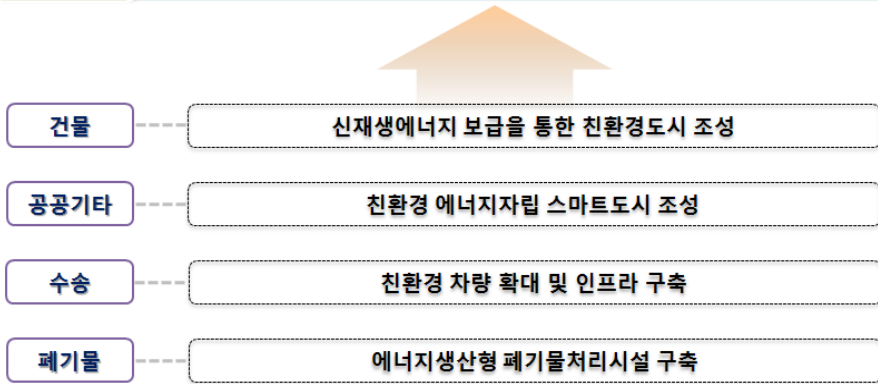 건물
신재생에너지 보급을 통한 친환경도시 조성
공공기타
친환경 에너지자립 스마트도시 조성
수송
친환경 차량 확대 및 인프라 구축
폐기물
에너지생산형 폐기물처리시설 구축